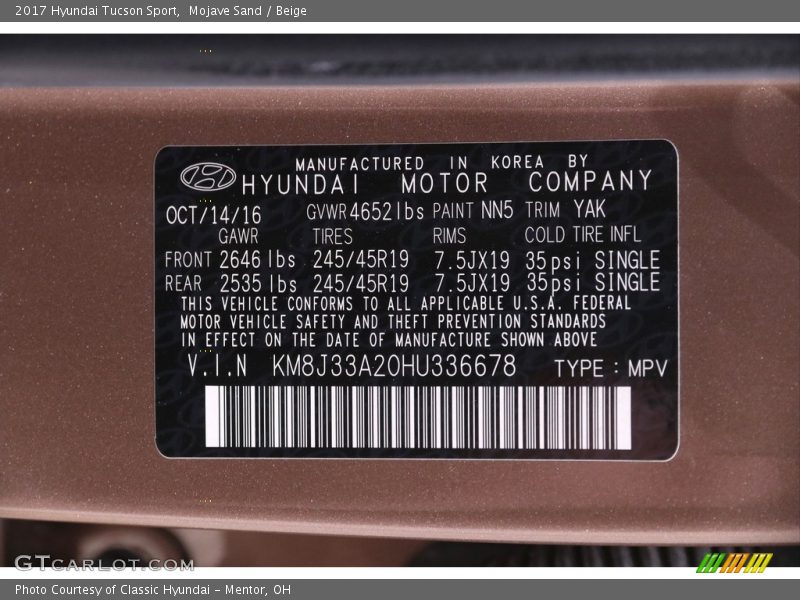 2017 Hyundai Tucson Sport,  Mojave Sand / Beige
MANUFACTURED IN KOREA BY
HYUNDAI MOTOR COMPANY
OCT/14/16 GVWR 4652lbs PAINT NN5 TRIM YAK
GAWR TIRES RIMS COLD TIRE INFL
FRONT 2646 lbs 245/45R19 7.5JX19 35psi SINGLE
REAR 2535 lbs 245/45R19 7.5JX19 35psi SINGLE
THIS VEHICLE CONFORMS TO ALL APPLICABLE U.S.A. FEDERAL
MOTOR VEHICLE SAFETY AND THEFT PREVENTION STANDARDS
IN EFFECT ON THE DATE OF MANUFACTURE SHOWN ABOVE
V.I.N KM8J33A20HU336678 TYPE : MPV
GTCARLOT.COM
Photo Courtesy of Classic Hyundai - Mentor, OH